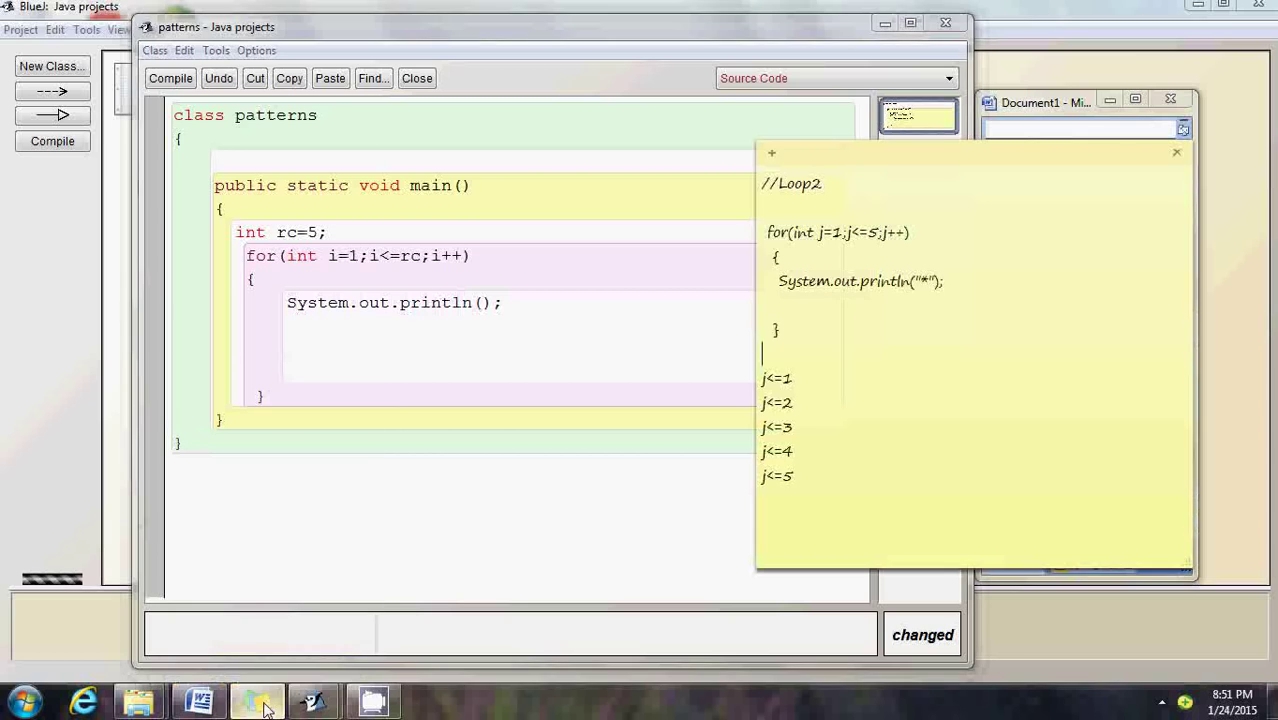 BlueJ: Java projects
Project Edit Tools View
New Class...
Compile
patterns - Java projects
Class Edit Tools Options
Compile Undo Cut Copy Paste Find... Close
Source Code
class patterns
{
public static void main()
{
int rc=5;
for(int i=1;i<=rc;i++)
{
System.out.println();
}
}
}
changed
Document1 - Mi...
+
//Loop2
for(int j=1;j<=5;j++)
{
System.out.println("*");
}
j<=1
j<=2
j<=3
j<=4
j<=5
8:51 PM
1/24/2015